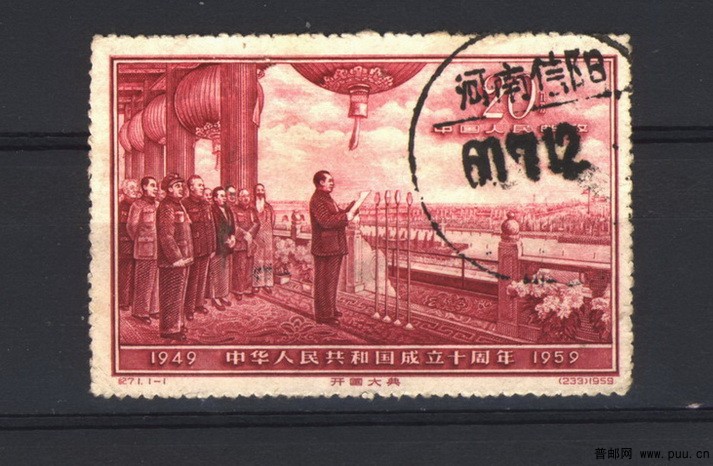 河南信阳
20
中国人民邮政
1949 中华人民共和国成立十周年 1959
纪71.1-1 开國大典 (233)1959
普邮网 www.puu.cn